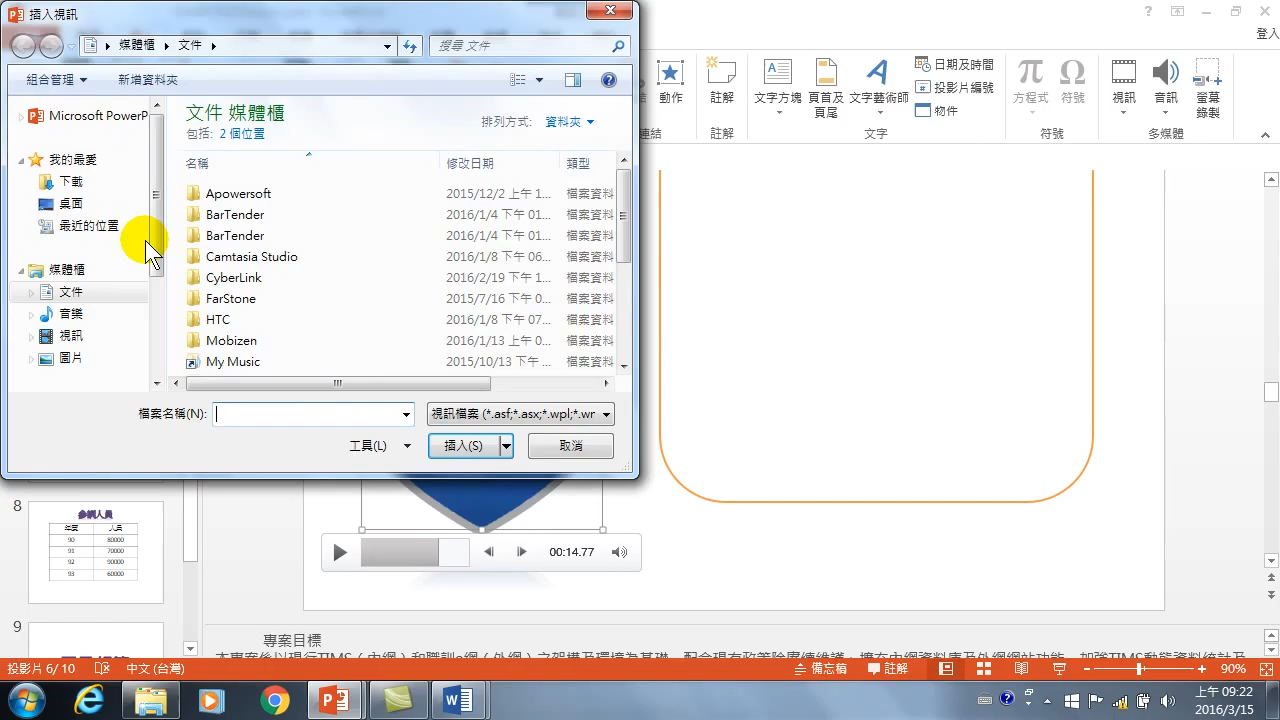 插入視訊
媒體櫃 文件
搜尋 文件
組合管理
新增資料夾
Microsoft PowerP
我的最愛
下載
桌面
最近的位置
媒體櫃
文件
音樂
視訊
圖片
文件 媒體櫃
包括: 2 個位置
排列方式: 資料夾
名稱 修改日期 類型
Apowersoft 2015/12/2 上午 1... 檔案資料
BarTender 2016/1/4 下午 01... 檔案資料
BarTender 2016/1/4 下午 01... 檔案資料
Camtasia Studio 2016/1/8 下午 06... 檔案資料
CyberLink 2016/2/19 下午 1... 檔案資料
FarStone 2015/7/16 下午 0... 檔案資料
HTC 2016/1/8 下午 07... 檔案資料
Mobizen 2016/1/13 上午 0... 檔案資料
My Music 2015/10/13 下午 ... 檔案資料
檔案名稱(N):
視訊檔案 (*.asf;*.asx;*.wpl;*.wr
工具(L)
插入(S)
取消
登入
動作
註解
文字方塊
頁首及
頁尾
文字藝術師
日期及時間
投影片編號
物件
方程式
符號
視訊
音訊
螢幕
錄製
連結
註解
文字
符號
多媒體
00:14.77
8
參訓人員
年度 人員
90 80000
91 70000
92 90000
93 60000
9
專案目標
投影片 6/10
中文 (台灣)
備忘稿
註解
90%
上午 09:22
2016/3/15